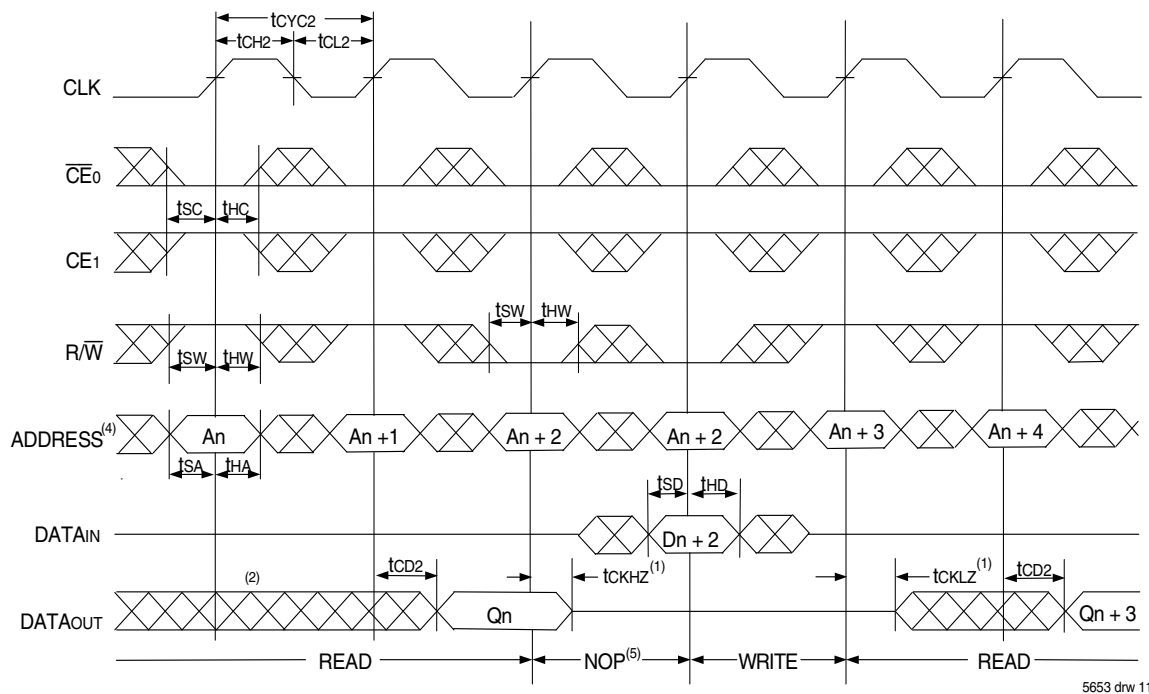 tCYC2
tCH2 tCL2
CLK
CE0
tSC tHC
CE1
tSW tHW
R/W
tSW tHW
ADDRESS(4) An An +1 An + 2 An + 2 An + 3 An + 4
tSA tHA
tSD tHD
DATAIN Dn + 2
tCD2 tCKHZ(1) tCKLZ(1) tCD2
(2)
DATAOUT Qn Qn + 3
READ NOP(5) WRITE READ
5653 drw 11